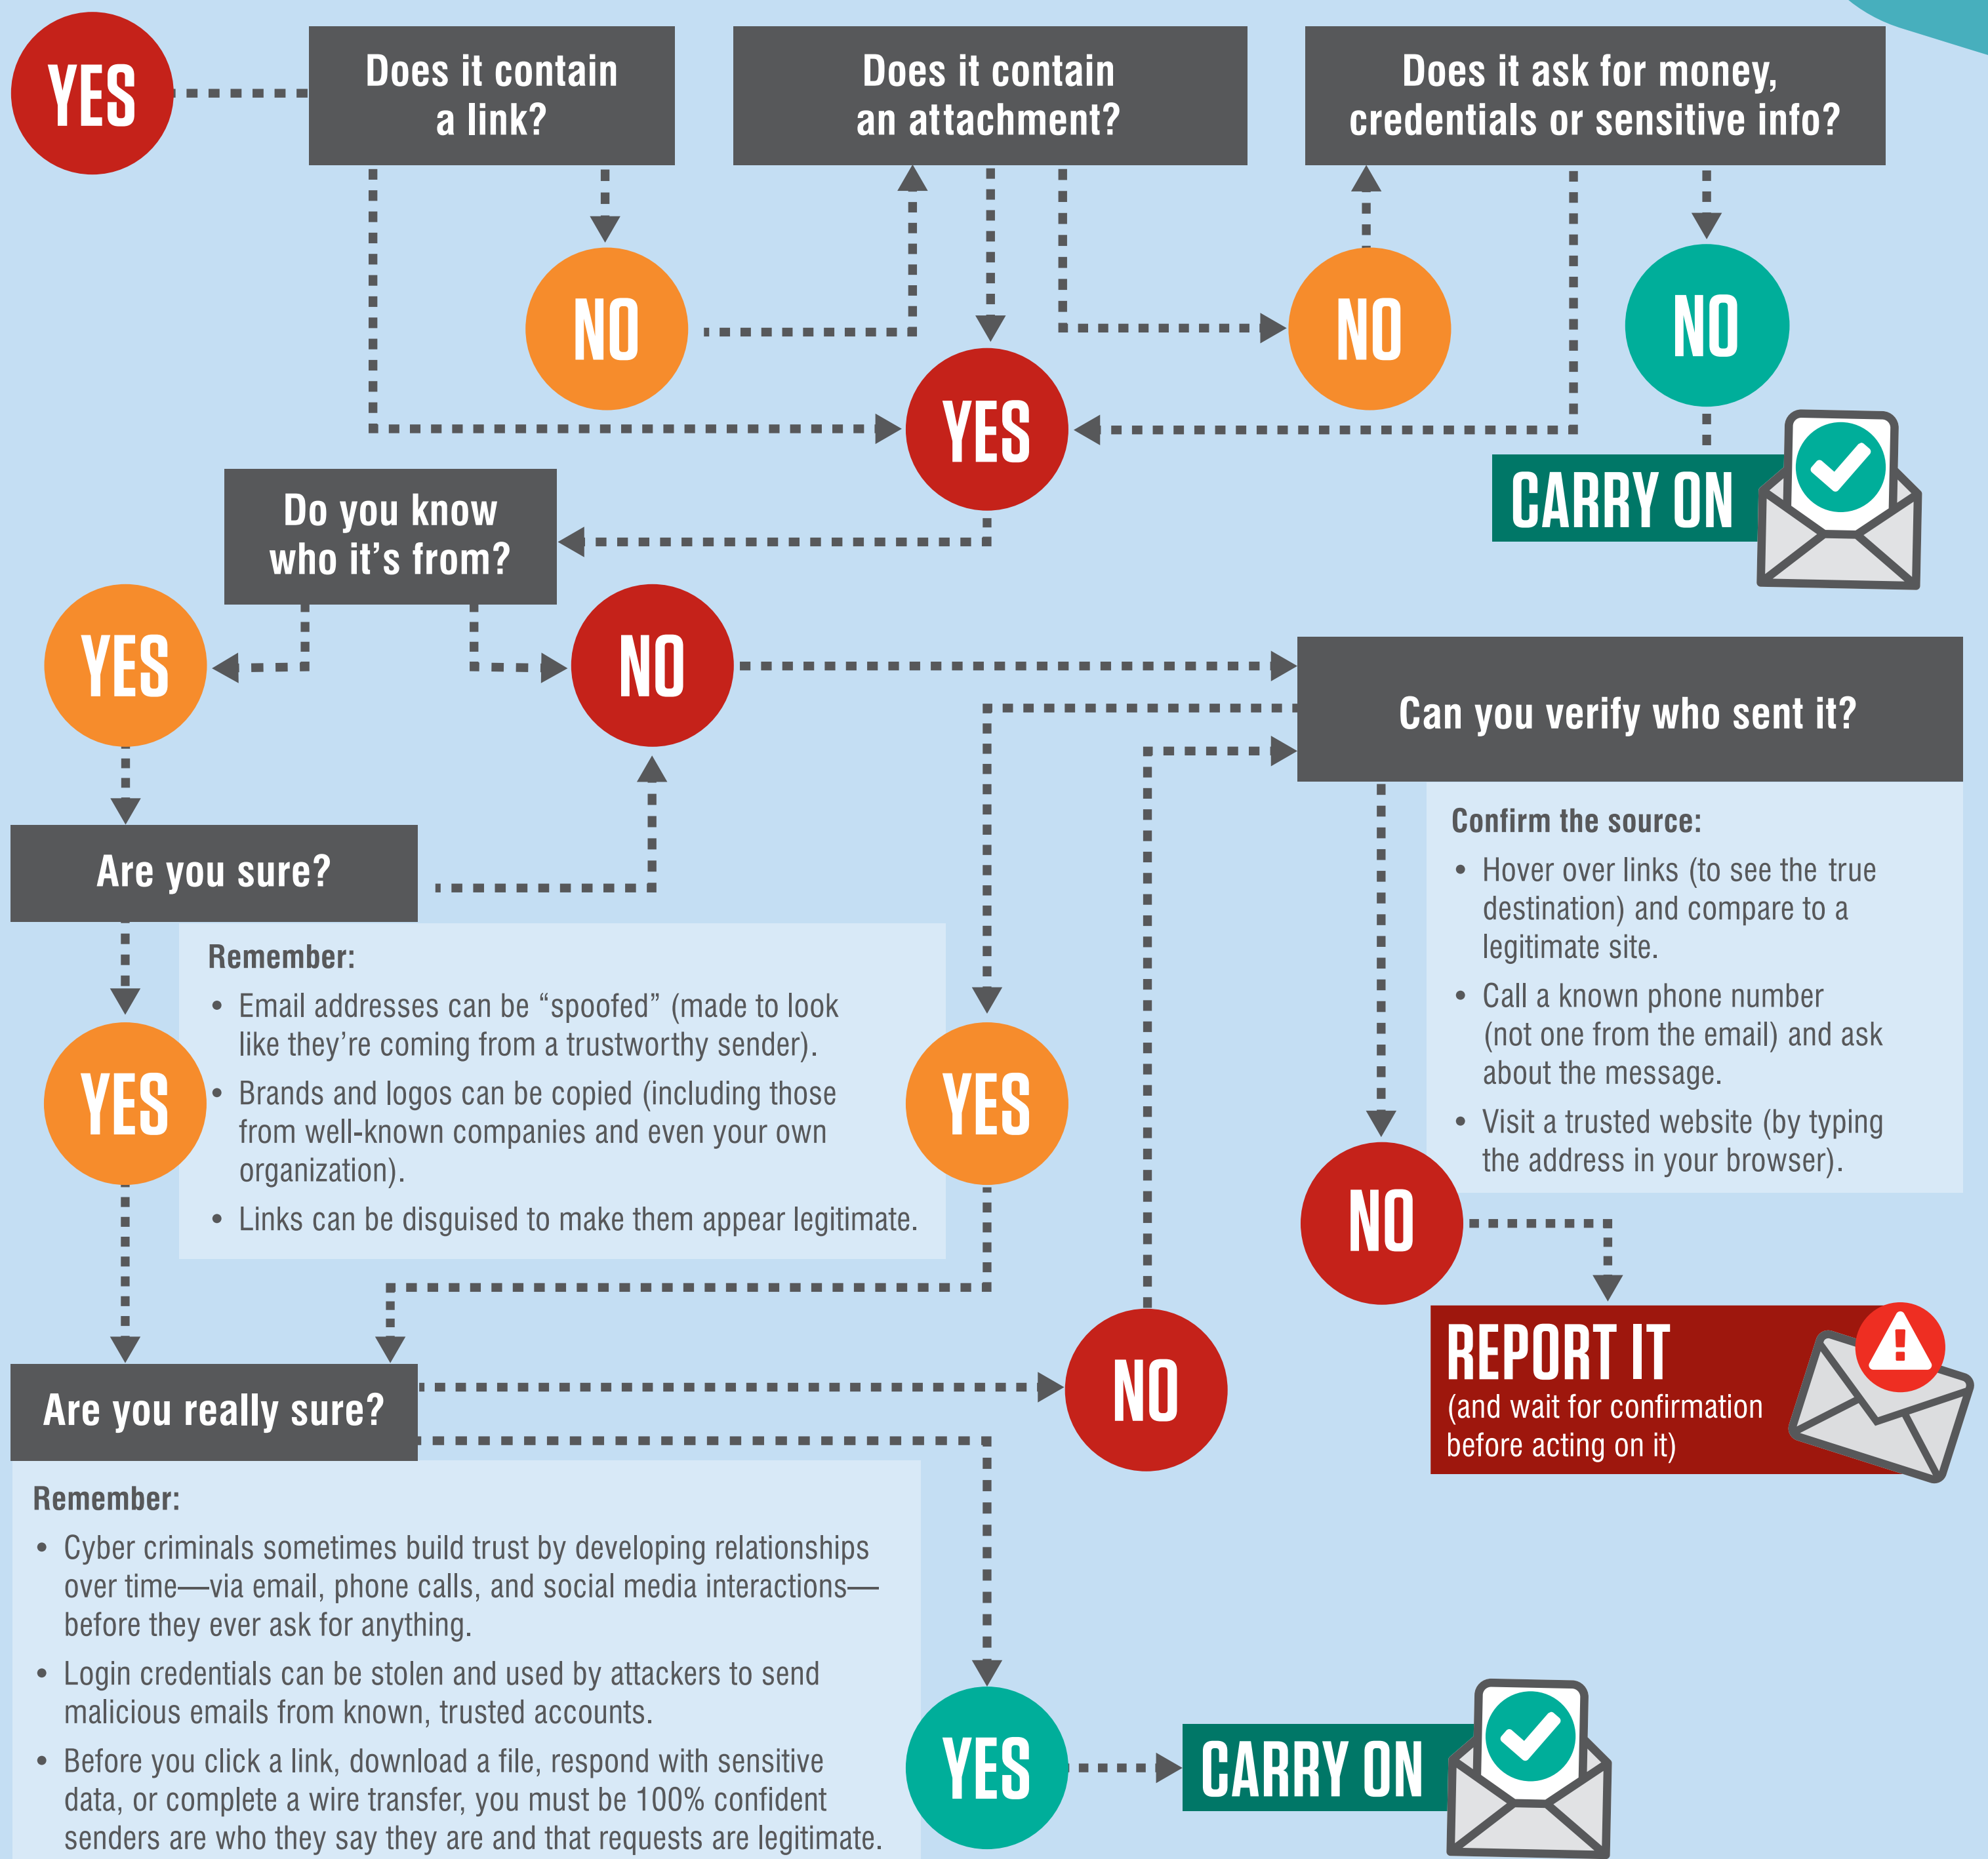 YES
Does it contain
a link?
Does it contain
an attachment?
Does it ask for money,
credentials or sensitive info?
NO
NO
NO
YES
CARRY ON
Do you know
who it's from?
YES
NO
Can you verify who sent it?
Confirm the source:
• Hover over links (to see the true
destination) and compare to a
legitimate site.
• Call a known phone number
(not one from the email) and ask
about the message.
• Visit a trusted website (by typing
the address in your browser).
Are you sure?
Remember:
• Email addresses can be “spoofed” (made to look
like they're coming from a trustworthy sender).
• Brands and logos can be copied (including those
from well-known companies and even your own
organization).
• Links can be disguised to make them appear legitimate.
YES
YES
NO
REPORT IT
(and wait for confirmation
before acting on it)
Are you really sure?
NO
Remember:
• Cyber criminals sometimes build trust by developing relationships
over time—via email, phone calls, and social media interactions—
before they ever ask for anything.
• Login credentials can be stolen and used by attackers to send
malicious emails from known, trusted accounts.
• Before you click a link, download a file, respond with sensitive
data, or complete a wire transfer, you must be 100% confident
senders are who they say they are and that requests are legitimate.
YES
CARRY ON